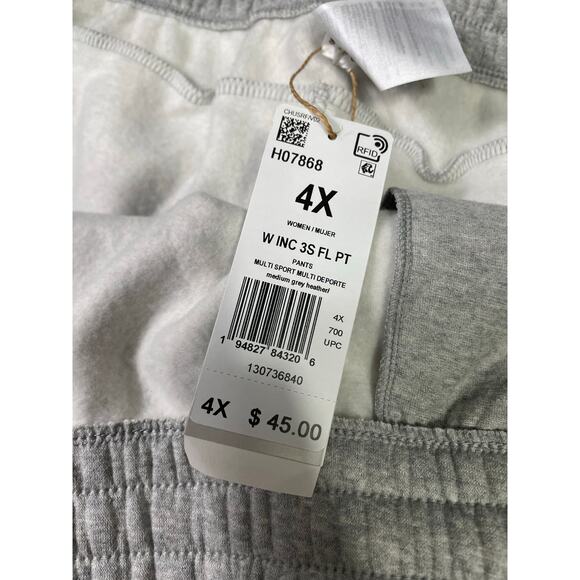 CHUSRFIV02
H07868
RFID
4X
WOMEN / MUJER
W INC 3S FL PT
PANTS
MULTI SPORT MULTI DEPORTE
medium grey heather/
4X
700
UPC
1 94827 84320 6
130736840
4X $ 45.00